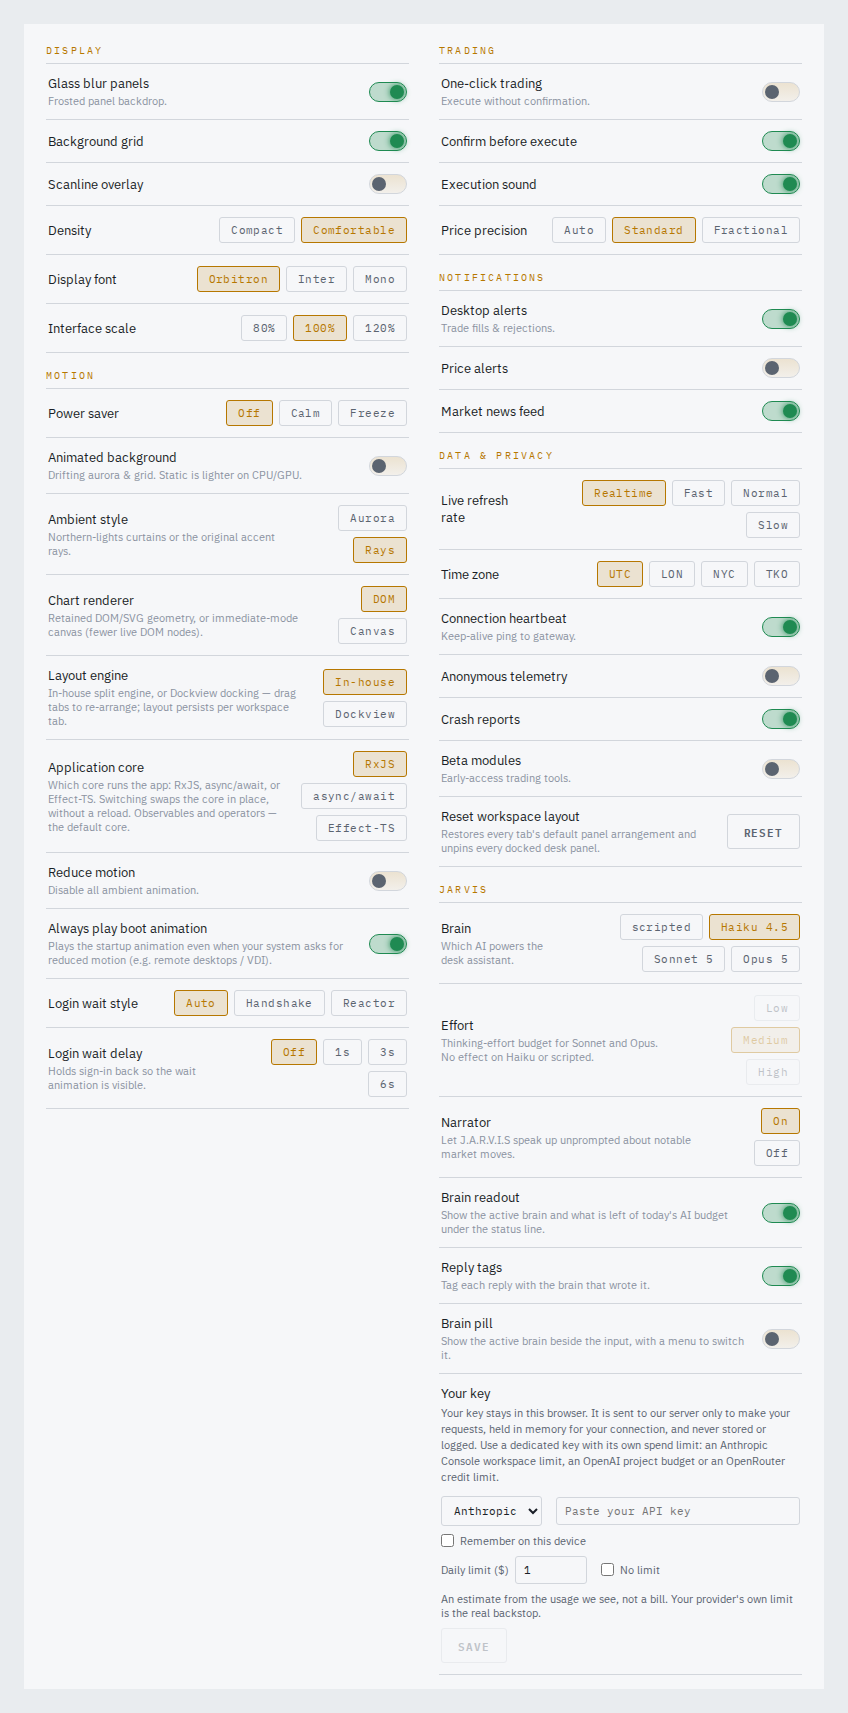 DISPLAY
Glass blur panels
Frosted panel backdrop.
Background grid
Scanline overlay
Density
Compact
Comfortable
Display font
Orbitron
Inter
Mono
Interface scale
80%
100%
120%
MOTION
Power saver
Off
Calm
Freeze
Animated background
Drifting aurora & grid. Static is lighter on CPU/GPU.
Ambient style
Northern-lights curtains or the original accent
rays.
Aurora
Rays
Chart renderer
Retained DOM/SVG geometry, or immediate-mode
canvas (fewer live DOM nodes).
DOM
Canvas
Layout engine
In-house split engine, or Dockview docking — drag
tabs to re-arrange; layout persists per workspace
tab.
In-house
Dockview
Application core
Which core runs the app: RxJS, async/await, or
Effect-TS. Switching swaps the core in place,
without a reload. Observables and operators —
the default core.
RxJS
async/await
Effect-TS
Reduce motion
Disable all ambient animation.
Always play boot animation
Plays the startup animation even when your system asks for
reduced motion (e.g. remote desktops / VDI).
Login wait style
Auto
Handshake
Reactor
Login wait delay
Holds sign-in back so the wait
animation is visible.
Off
1s
3s
6s
TRADING
One-click trading
Execute without confirmation.
Confirm before execute
Execution sound
Price precision
Auto
Standard
Fractional
NOTIFICATIONS
Desktop alerts
Trade fills & rejections.
Price alerts
Market news feed
DATA & PRIVACY
Live refresh
rate
Realtime
Fast
Normal
Slow
Time zone
UTC
LON
NYC
TKO
Connection heartbeat
Keep-alive ping to gateway.
Anonymous telemetry
Crash reports
Beta modules
Early-access trading tools.
Reset workspace layout
Restores every tab's default panel arrangement and
unpins every docked desk panel.
RESET
JARVIS
Brain
Which AI powers the
desk assistant.
scripted
Haiku 4.5
Sonnet 5
Opus 5
Effort
Thinking-effort budget for Sonnet and Opus.
No effect on Haiku or scripted.
Low
Medium
High
Narrator
Let J.A.R.V.I.S speak up unprompted about notable
market moves.
On
Off
Brain readout
Show the active brain and what is left of today's AI budget
under the status line.
Reply tags
Tag each reply with the brain that wrote it.
Brain pill
Show the active brain beside the input, with a menu to switch
it.
Your key
Your key stays in this browser. It is sent to our server only to make your
requests, held in memory for your connection, and never stored or
logged. Use a dedicated key with its own spend limit: an Anthropic
Console workspace limit, an OpenAI project budget or an OpenRouter
credit limit.
Anthropic
Paste your API key
Remember on this device
Daily limit ($)
1
No limit
An estimate from the usage we see, not a bill. Your provider's own limit
is the real backstop.
SAVE